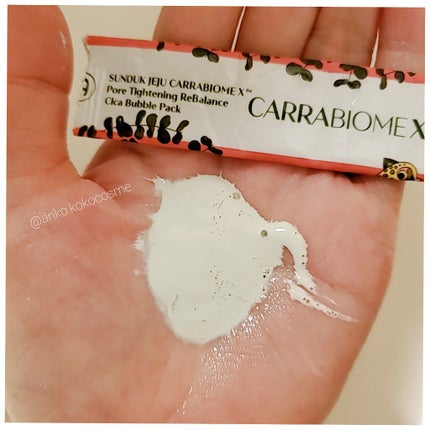 SUNDUK JEJU CARRABIOME X™
Pore Tightening ReBalance
Cica Bubble Pack
CARRABIOME X
@anko.kokocosme